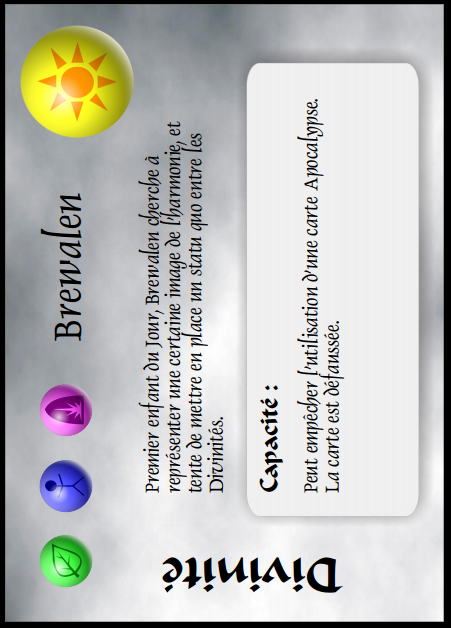 Brewalen
Premier enfant du Jour, Brewalen cherche à
représenter une certaine image de l'harmonie, et
tente de mettre en place un statu quo entre les
Divinités.
Capacité :
Peut empêcher l'utilisation d'une carte Apocalypse.
La carte est défaussée.
Divinité